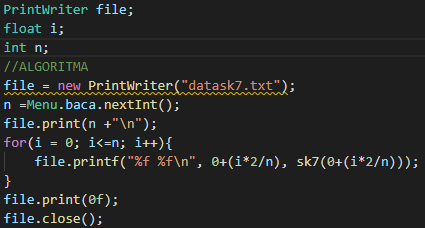 PrintWriter file;
float i;
int n;
//ALGORITMA
file = new PrintWriter("datask7.txt");
n =Menu.baca.nextInt();
file.print(n +"\n");
for(i = 0; i<=n; i++){
    file.printf("%f %f\n", 0+(i*2/n), sk7(0+(i*2/n)));
}
file.print(0f);
file.close();